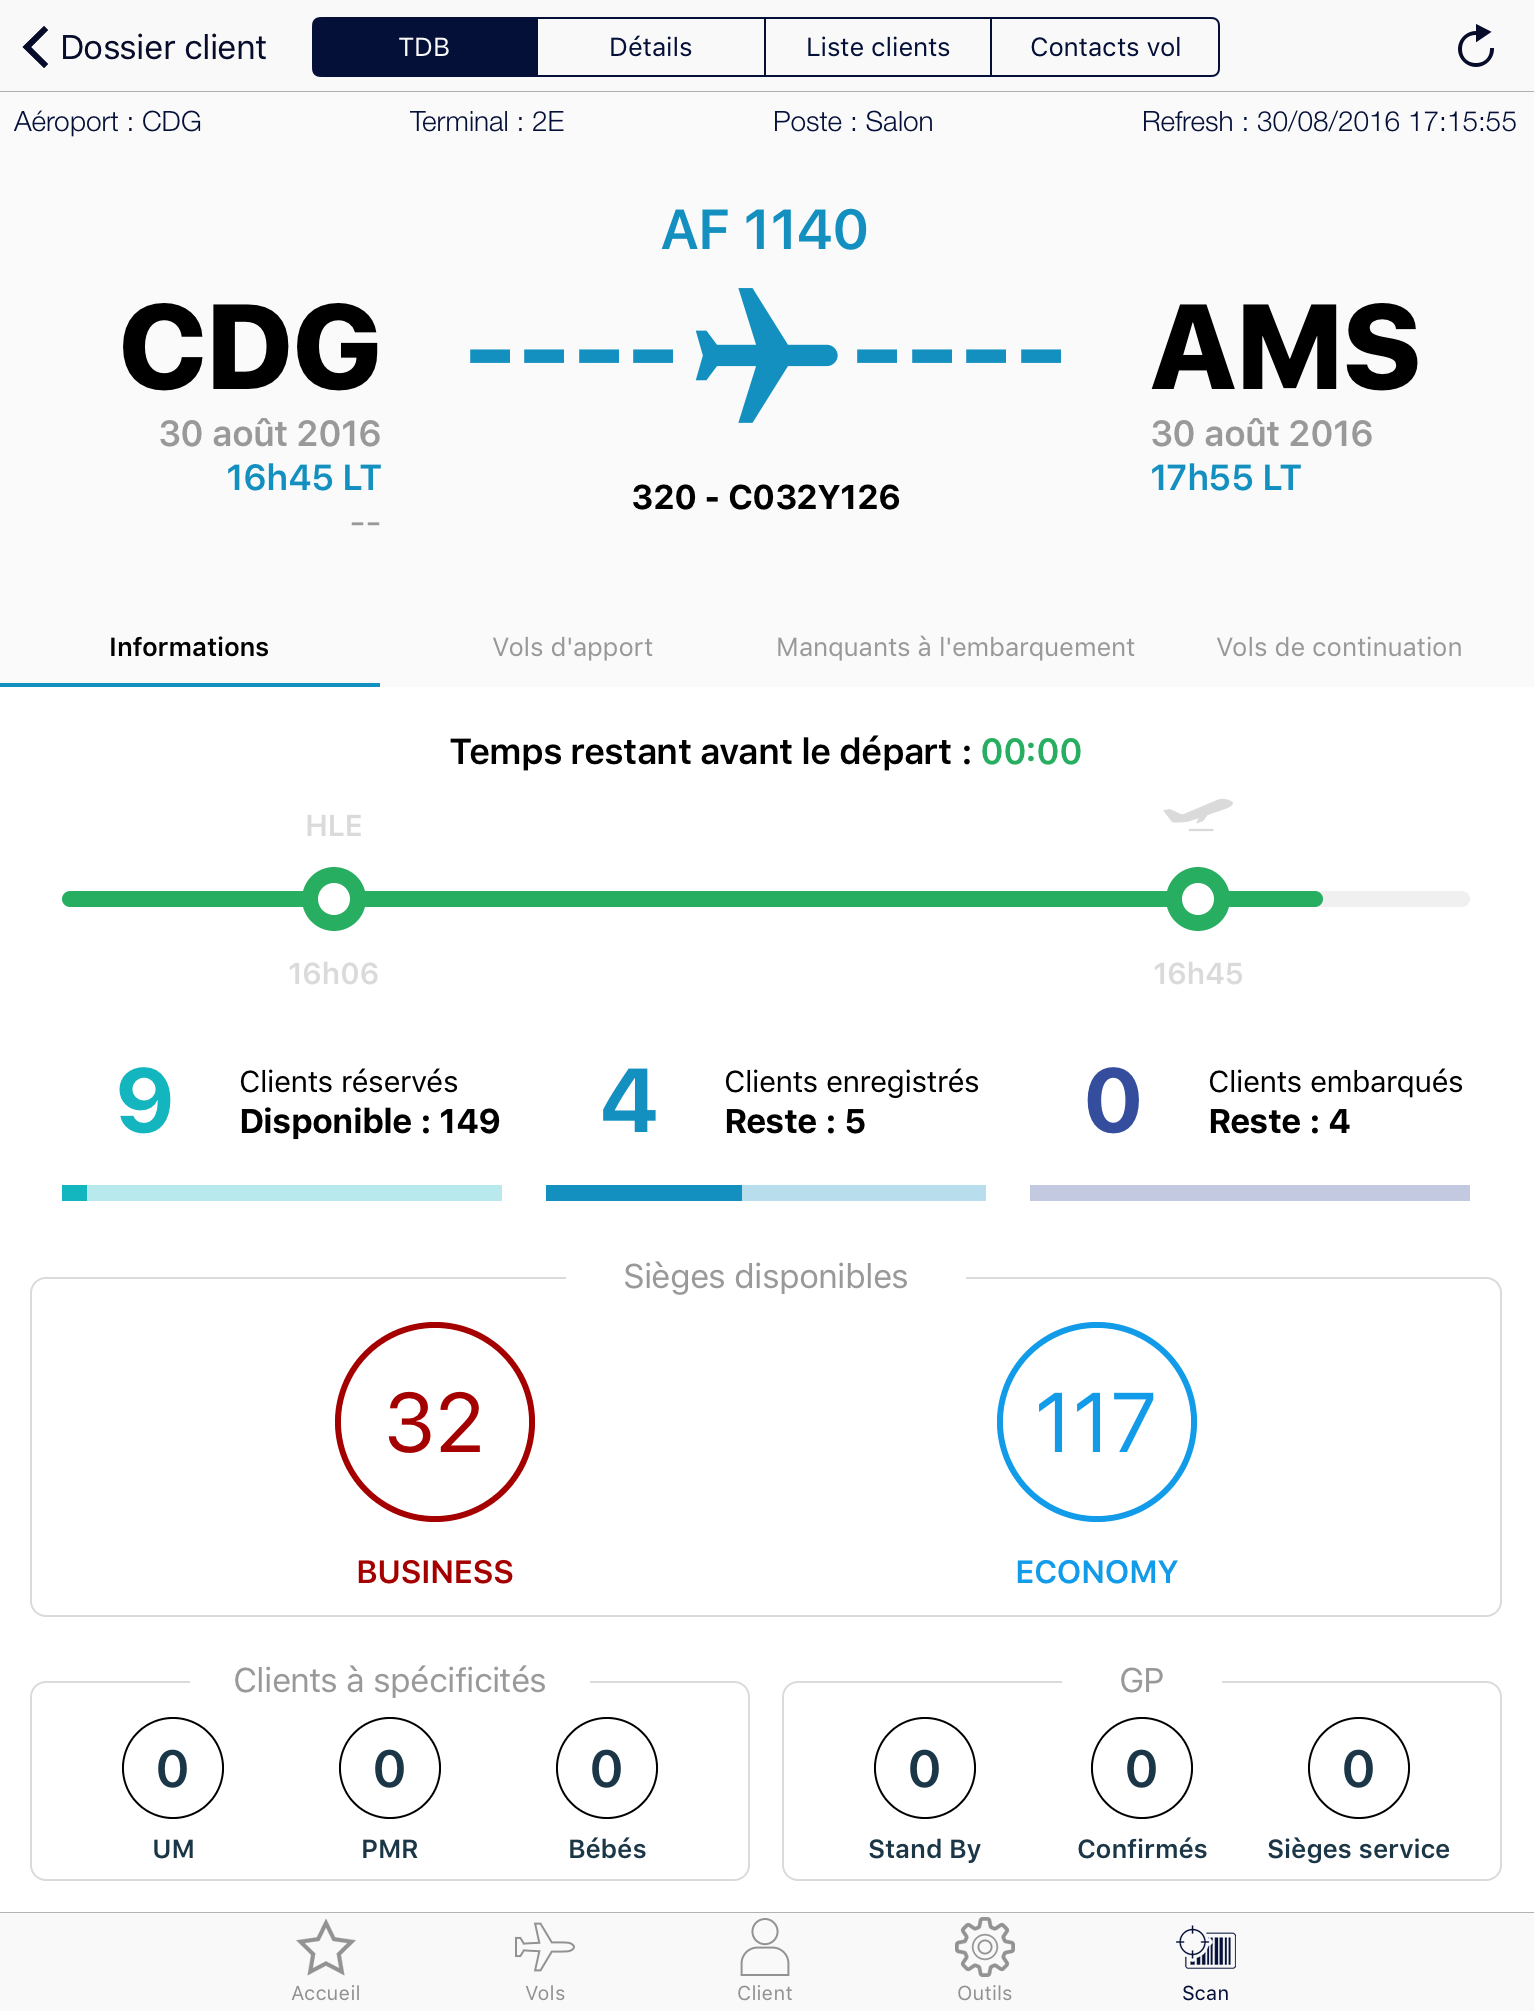 Dossier client
TDB
Détails
Liste clients
Contacts vol
Aéroport : CDG
Terminal : 2E
Poste : Salon
Refresh : 30/08/2016 17:15:55
AF 1140
CDG
AMS
30 août 2016
30 août 2016
16h45 LT
17h55 LT
320 - C032Y126
--
Informations
Vols d'apport
Manquants à l'embarquement
Vols de continuation
Temps restant avant le départ : 00:00
HLE
16h06
16h45
9
Clients réservés
Disponible : 149
4
Clients enregistrés
Reste : 5
0
Clients embarqués
Reste : 4
Sièges disponibles
32
117
BUSINESS
ECONOMY
Clients à spécificités
0
0
0
UM
PMR
Bébés
GP
0
0
0
Stand By
Confirmés
Sièges service
Accueil
Vols
Client
Outils
Scan